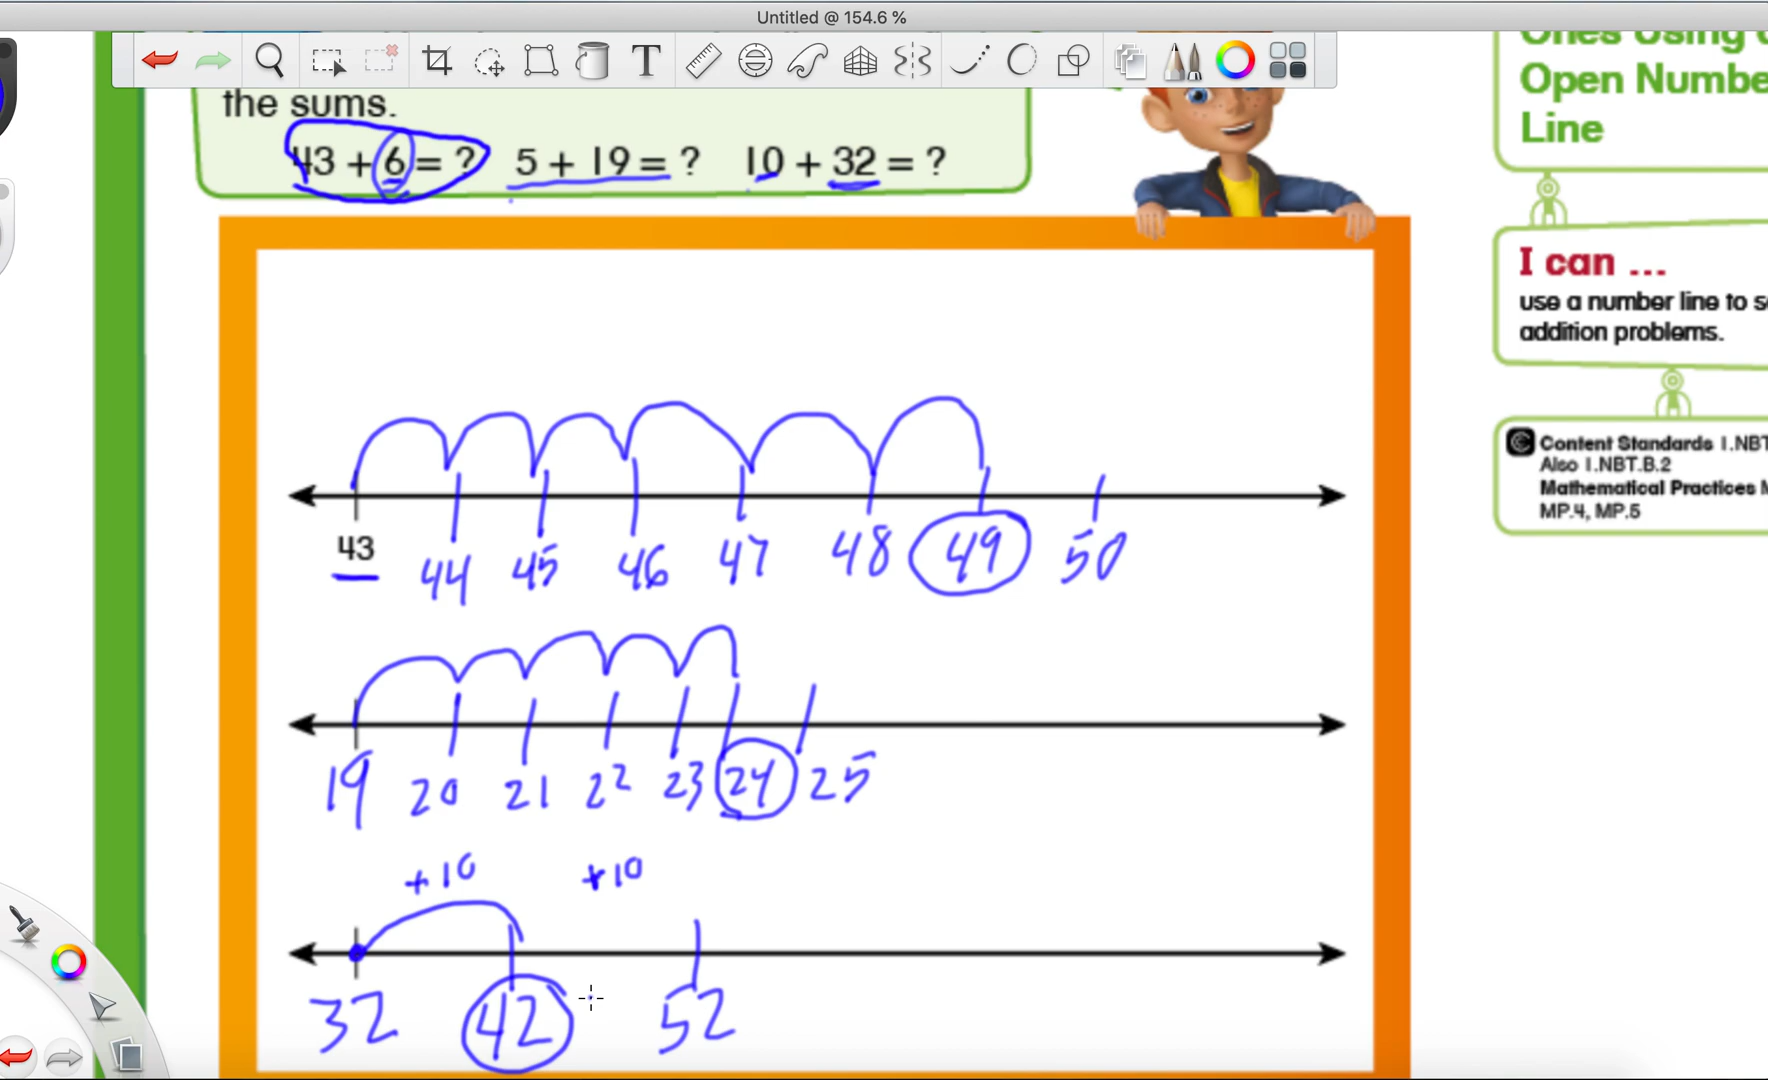 Untitled @ 154.6 %
the sums.
43 + 6 = ? 5 + 19 = ? 10 + 32 = ?
Ones Using
Open Numbe
Line
I can ...
use a number line to s
addition problems.
Content Standards 1.NBT
Also 1.NBT.B.2
Mathematical Practices M
MP.4, MP.5
43 44 45 46 47 48 49 50
19 20 21 22 23 24 25
+10 +10
32 42 52